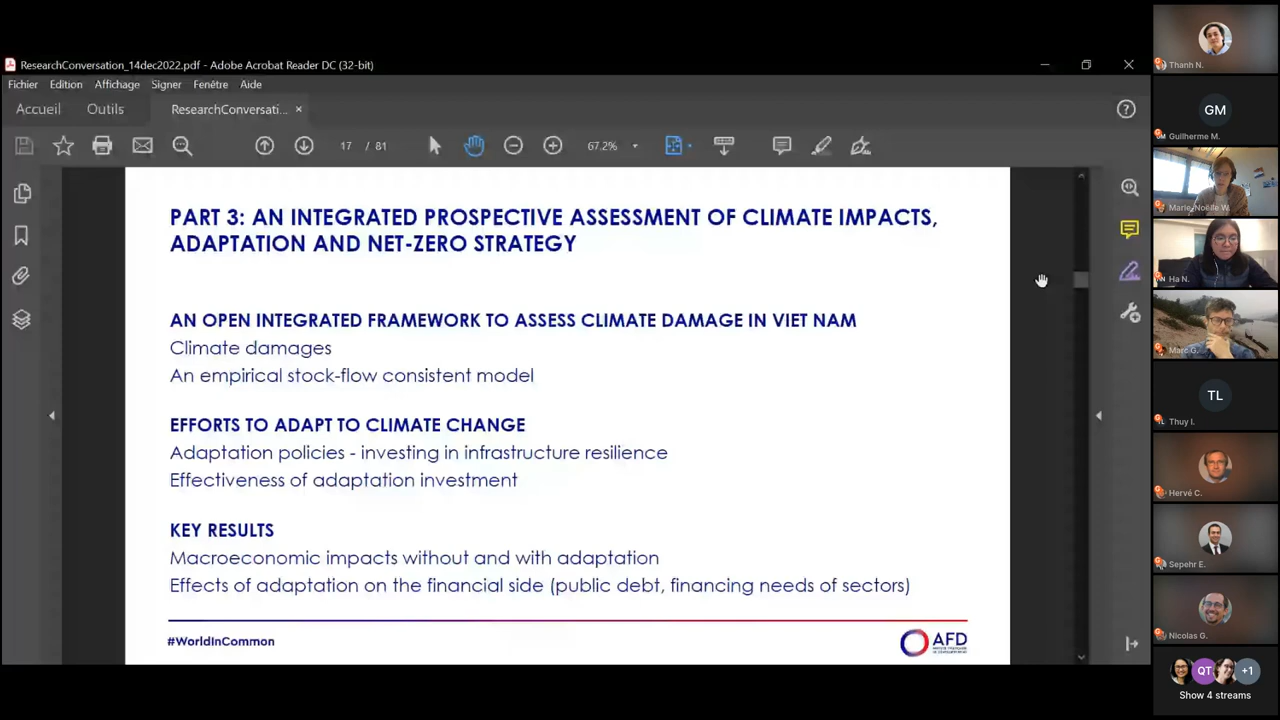 ResearchConversation_14dec2022.pdf - Adobe Acrobat Reader DC (32-bit)
Fichier Edition Affichage Signer Fenêtre Aide
Accueil Outils ResearchConversati... ×
17 / 81 67.2%
PART 3: AN INTEGRATED PROSPECTIVE ASSESSMENT OF CLIMATE IMPACTS,
ADAPTATION AND NET-ZERO STRATEGY
AN OPEN INTEGRATED FRAMEWORK TO ASSESS CLIMATE DAMAGE IN VIET NAM
Climate damages
An empirical stock-flow consistent model
EFFORTS TO ADAPT TO CLIMATE CHANGE
Adaptation policies - investing in infrastructure resilience
Effectiveness of adaptation investment
KEY RESULTS
Macroeconomic impacts without and with adaptation
Effects of adaptation on the financial side (public debt, financing needs of sectors)
#WorldInCommon
AFD
Thanh N.
GM
Guilherme M.
Marie-Noëlle W.
Ha N.
Marc G.
TL
Thuy l.
Hervé C.
Sepehr E.
Nicolas G.
QT +1
Show 4 streams